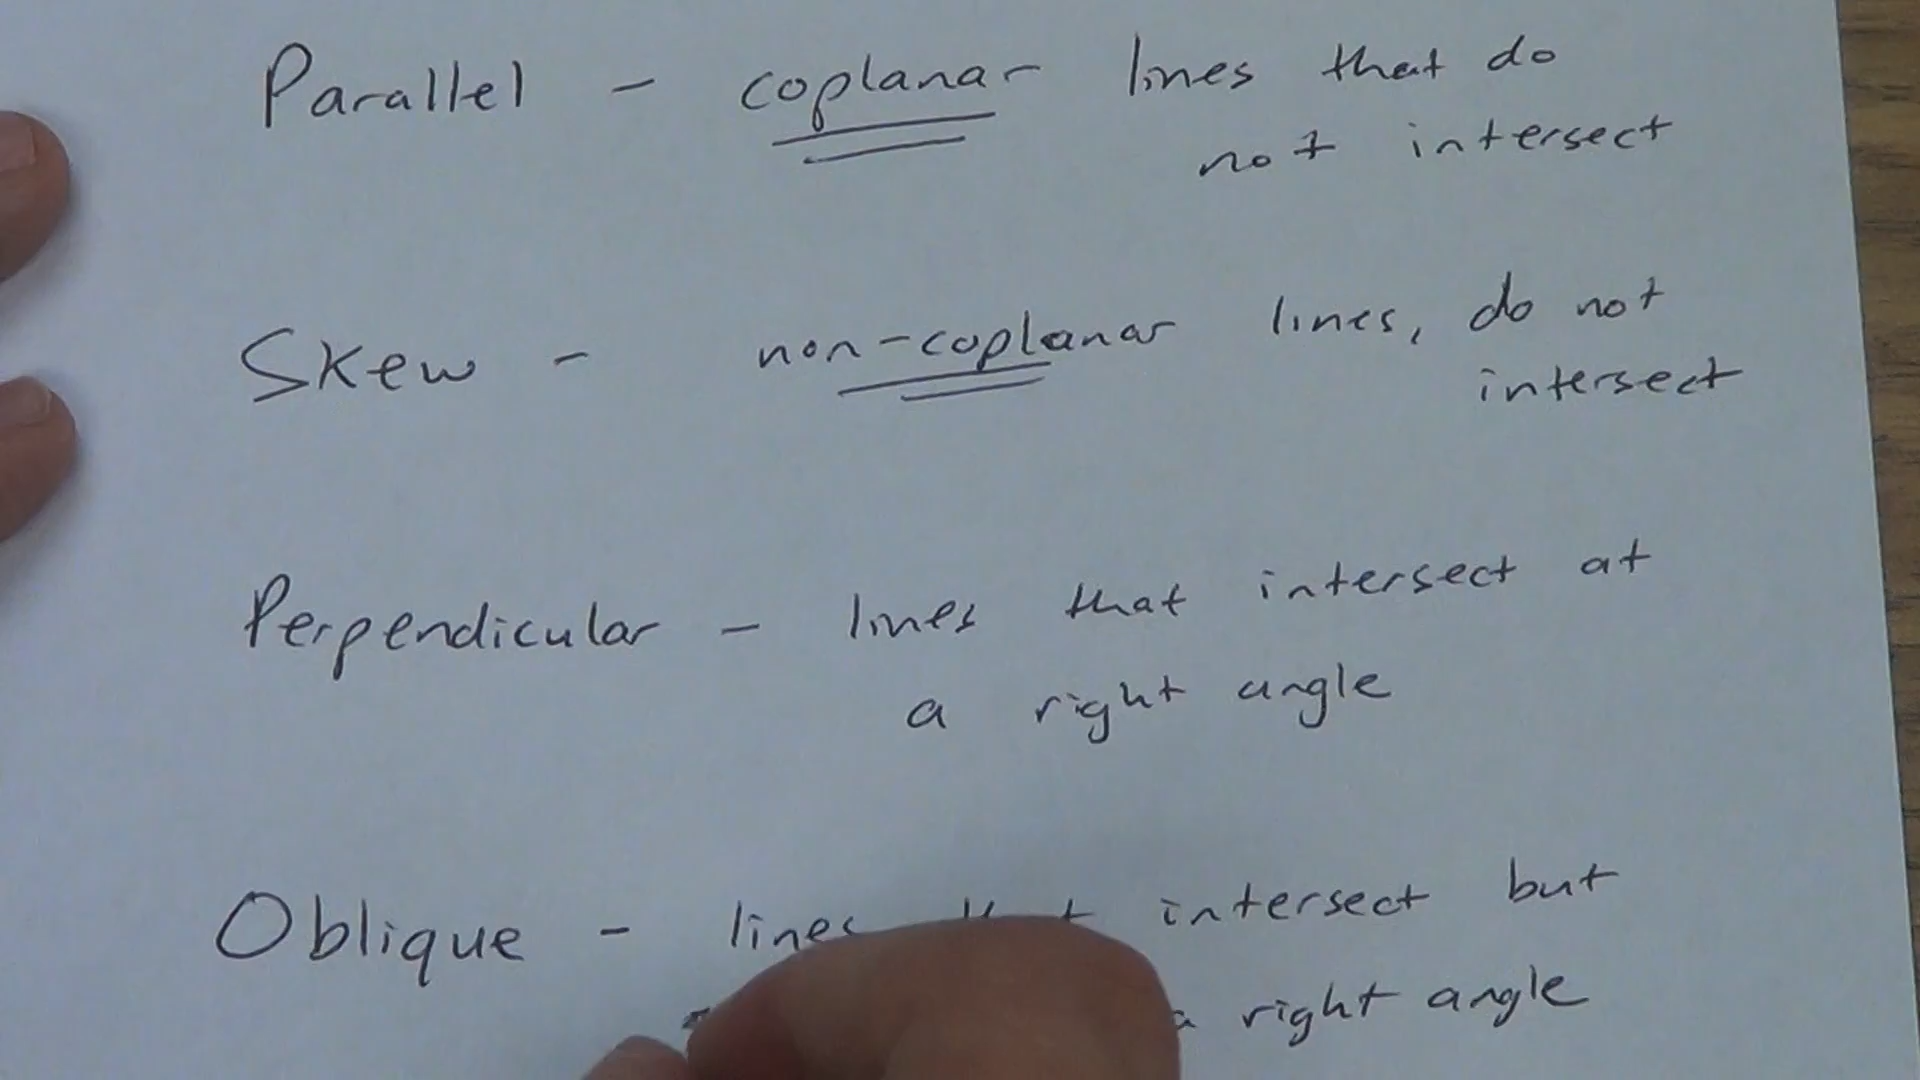 Parallel - coplanar lines that do
not intersect
Skew - non-coplanar lines, do not
intersect
Perpendicular - lines that intersect at
a right angle
Oblique - lines intersect but
a right angle